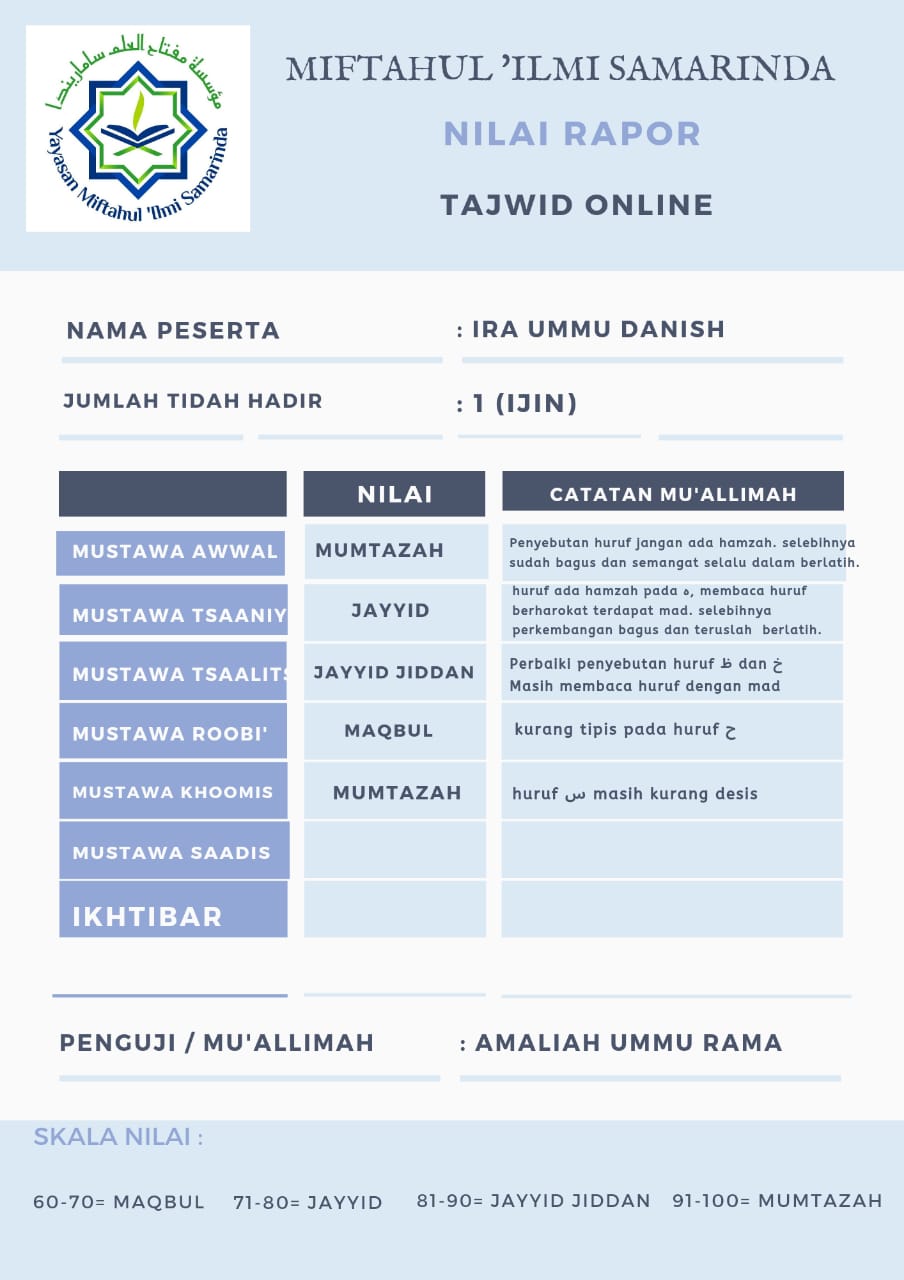 مؤسسة مفتاح العلم ساماريندا
Yayasan Miftahul 'Ilmi Samarinda
MIFTAHUL 'ILMI SAMARINDA
NILAI RAPOR
TAJWID ONLINE
NAMA PESERTA : IRA UMMU DANISH
JUMLAH TIDAH HADIR : 1 (IJIN)
NILAI CATATAN MU'ALLIMAH
MUSTAWA AWWAL MUMTAZAH Penyebutan huruf jangan ada hamzah. selebihnya
sudah bagus dan semangat selalu dalam berlatih.
MUSTAWA TSAANIY JAYYID huruf ada hamzah pada ه, membaca huruf
berharokat terdapat mad. selebihnya
perkembangan bagus dan teruslah berlatih.
MUSTAWA TSAALITS JAYYID JIDDAN Perbaiki penyebutan huruf ظ dan خ
Masih membaca huruf dengan mad
MUSTAWA ROOBI' MAQBUL kurang tipis pada huruf ح
MUSTAWA KHOOMIS MUMTAZAH huruf س masih kurang desis
MUSTAWA SAADIS
IKHTIBAR
PENGUJI / MU'ALLIMAH : AMALIAH UMMU RAMA
SKALA NILAI :
60-70= MAQBUL 71-80= JAYYID 81-90= JAYYID JIDDAN 91-100= MUMTAZAH